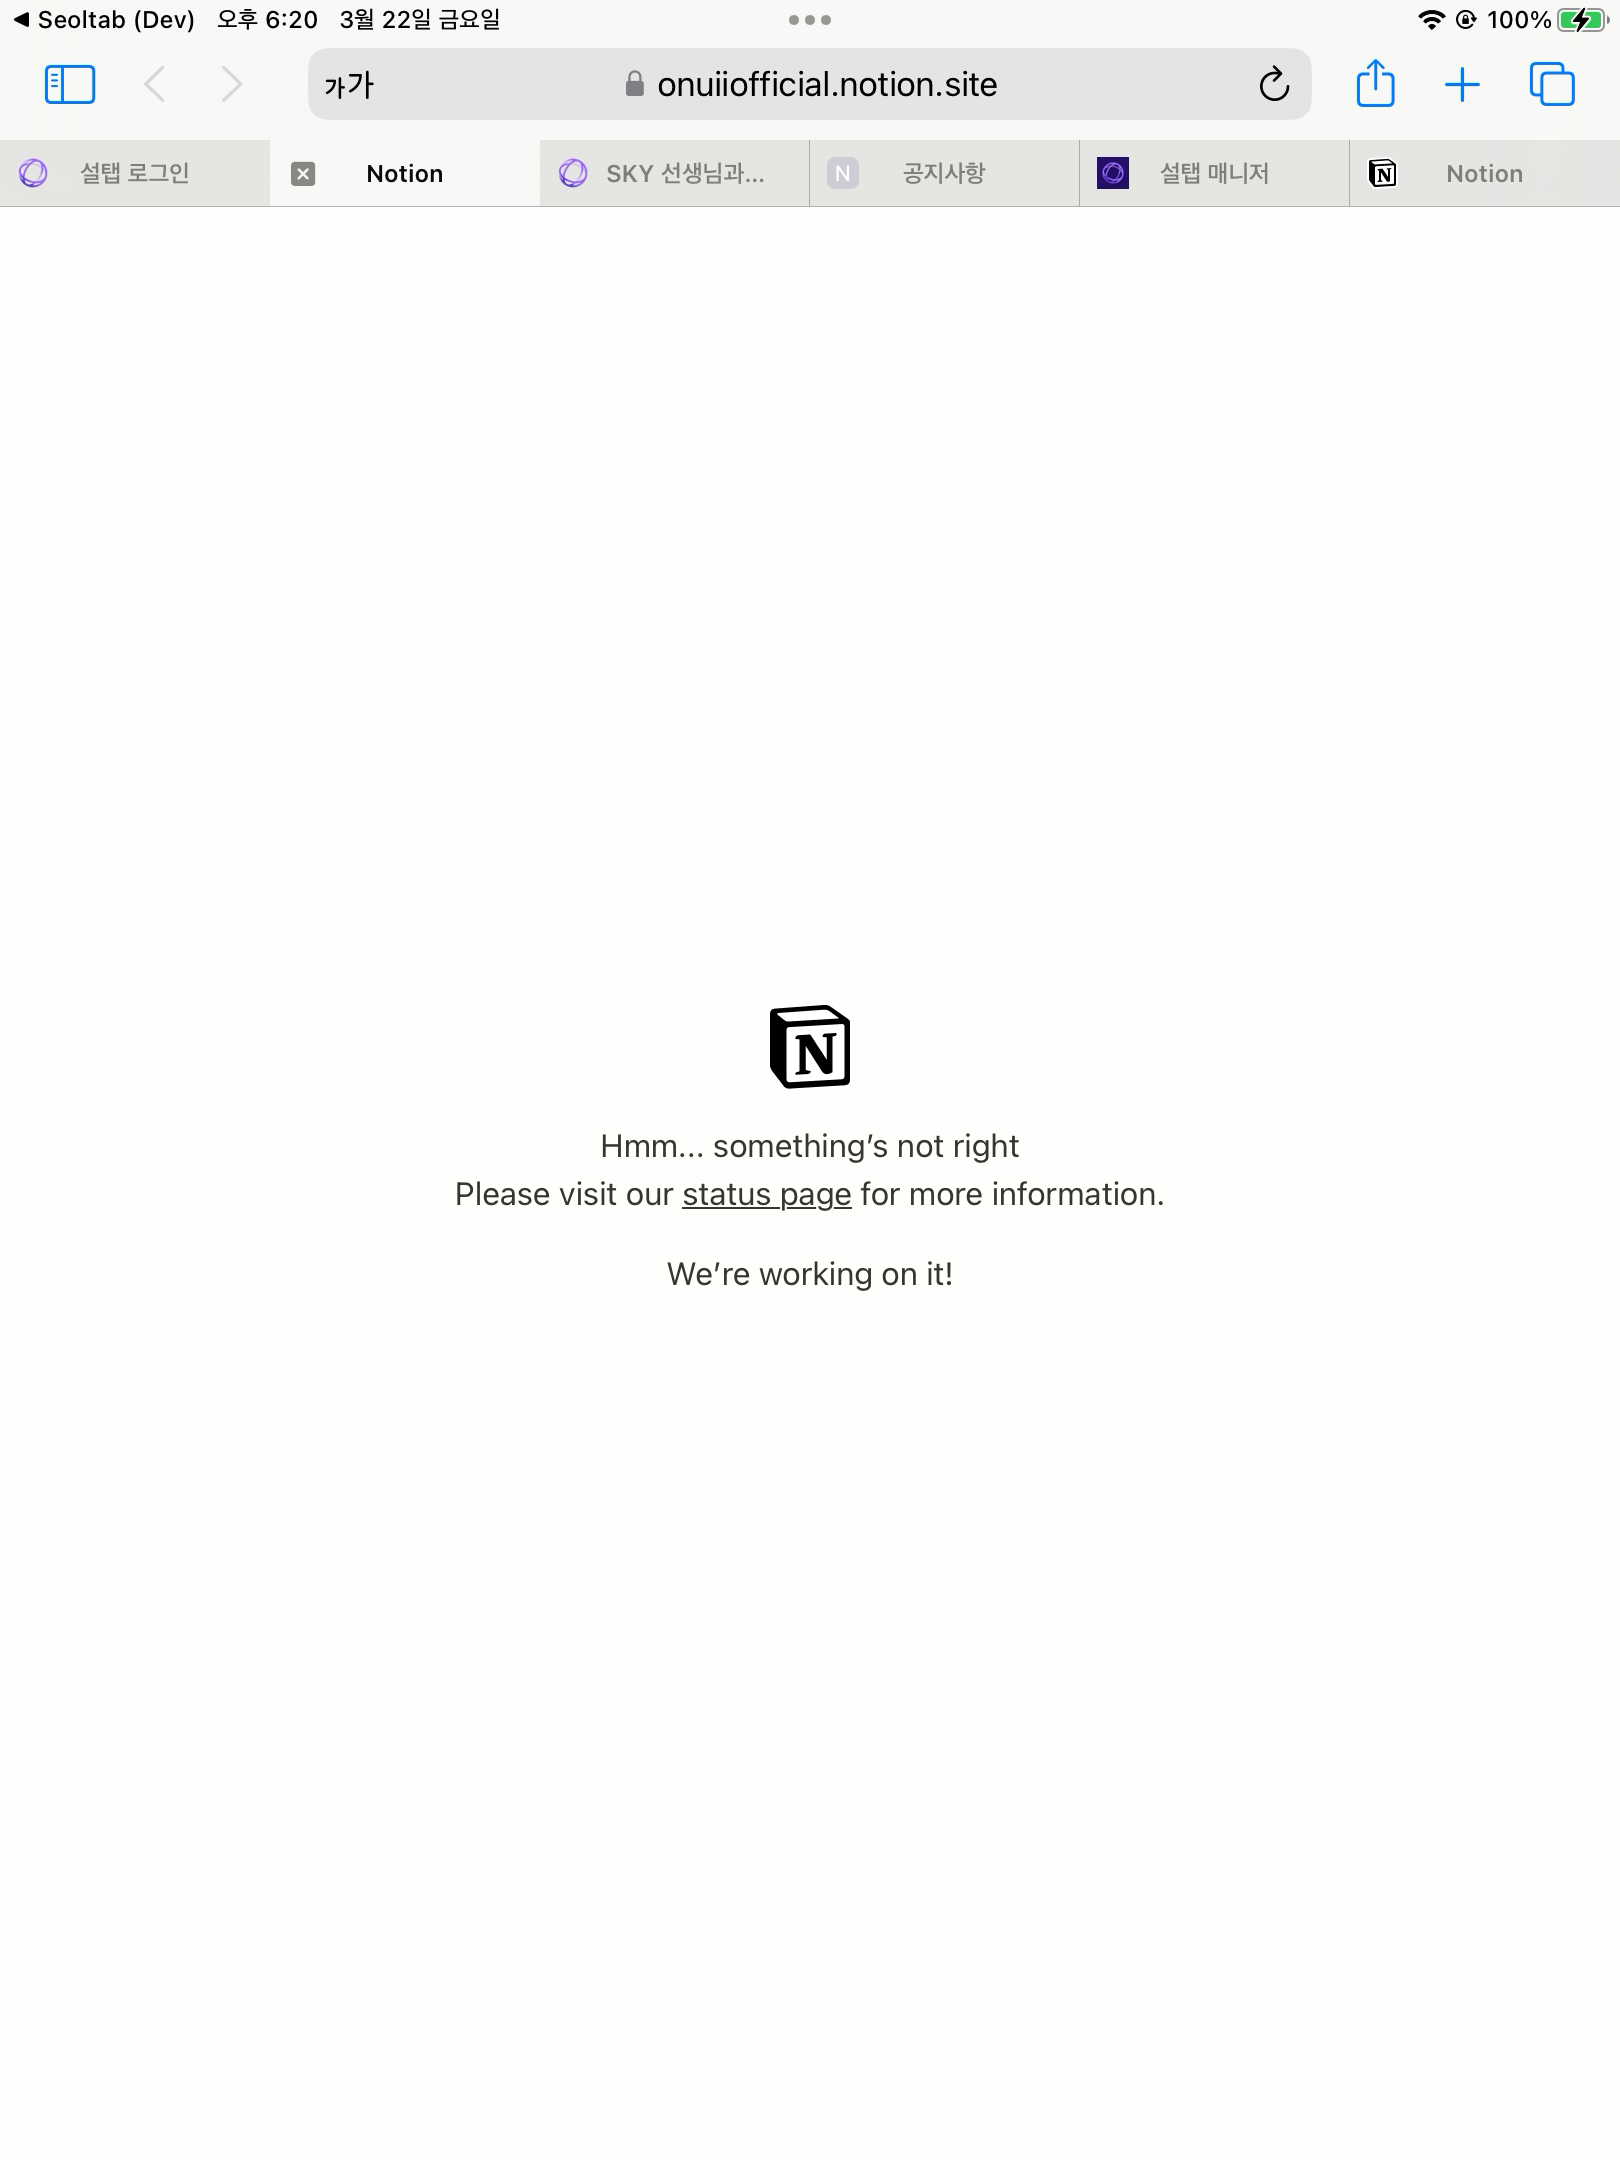 ◀ Seoltab (Dev) 오후 6:20 3월 22일 금요일 100%
가가 onuiiofficial.notion.site
설탭 로그인 Notion SKY 선생님과... N 공지사항 설탭 매니저 N Notion
N
Hmm... something's not right
Please visit our status page for more information.
We're working on it!